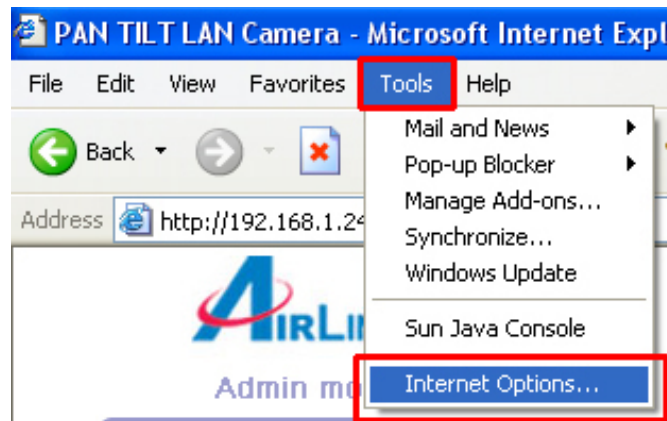 PAN TILT LAN Camera - Microsoft Internet Expl
File Edit View Favorites Tools Help
Back
Mail and News
Pop-up Blocker
Manage Add-ons...
Synchronize...
Windows Update
Sun Java Console
Internet Options...
Address http://192.168.1.24
AIRLIN
Admin mo